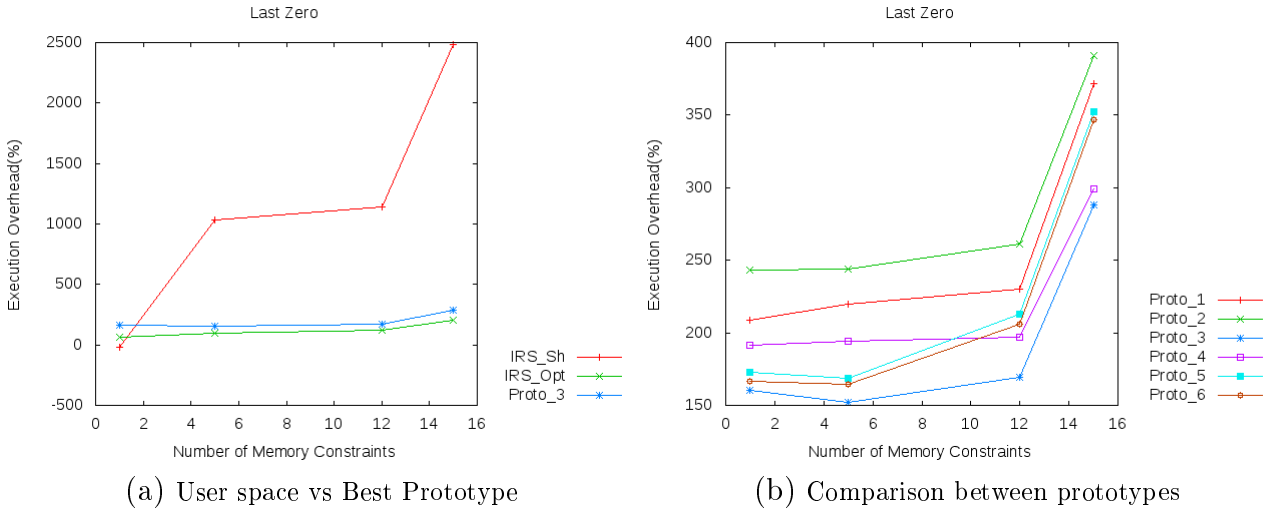 Last Zero
2500
2000
1500
1000
500
0
-500
0 2 4 6 8 10 12 14 16
Execution Overhead(%)
Number of Memory Constraints
IRS_Sh
IRS_Opt
Proto_3
(a) User space vs Best Prototype
Last Zero
400
350
300
250
200
150
0 2 4 6 8 10 12 14 16
Execution Overhead(%)
Number of Memory Constraints
Proto_1
Proto_2
Proto_3
Proto_4
Proto_5
Proto_6
(b) Comparison between prototypes